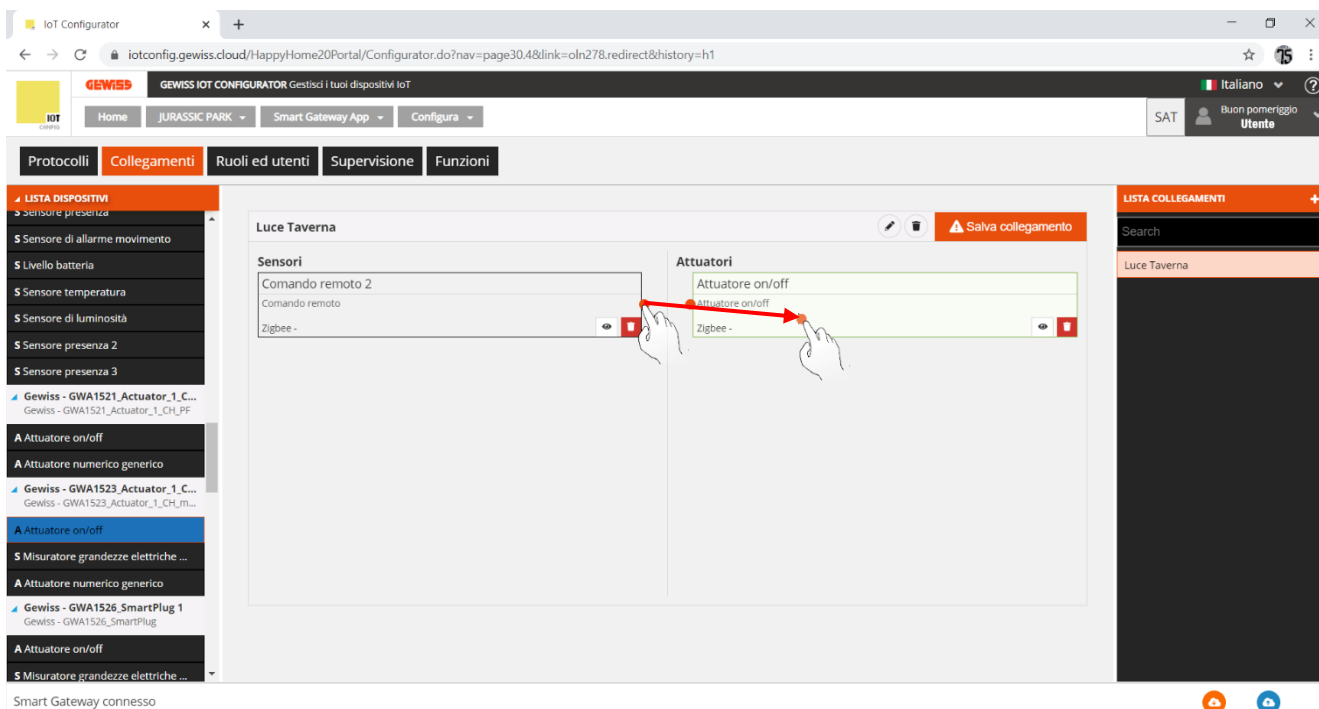 IoT Configurator
iotconfig.gewiss.cloud/HappyHome20Portal/Configurator.do?nav=page30.4&link=oln278.redirect&history=h1
75
IOT
CONFIG
GEWISS
GEWISS IOT CONFIGURATOR Gestisci i tuoi dispositivi IoT
Italiano
?
Home
JURASSIC PARK
Smart Gateway App
Configura
SAT
Buon pomeriggio
Utente
Protocolli
Collegamenti
Ruoli ed utenti
Supervisione
Funzioni
LISTA DISPOSITIVI
S Sensore presenza
S Sensore di allarme movimento
S Livello batteria
S Sensore temperatura
S Sensore di luminosità
S Sensore presenza 2
S Sensore presenza 3
Gewiss - GWA1521_Actuator_1_C...
Gewiss - GWA1521_Actuator_1_CH_PF
A Attuatore on/off
A Attuatore numerico generico
Gewiss - GWA1523_Actuator_1_C...
Gewiss - GWA1523_Actuator_1_CH_m...
A Attuatore on/off
S Misuratore grandezze elettriche ...
A Attuatore numerico generico
Gewiss - GWA1526_SmartPlug 1
Gewiss - GWA1526_SmartPlug
A Attuatore on/off
S Misuratore grandezze elettriche ...
Luce Taverna
Salva collegamento
Sensori
Comando remoto 2
Comando remoto
Zigbee -
Attuatori
Attuatore on/off
Attuatore on/off
Zigbee -
LISTA COLLEGAMENTI
+
Search
Luce Taverna
Smart Gateway connesso